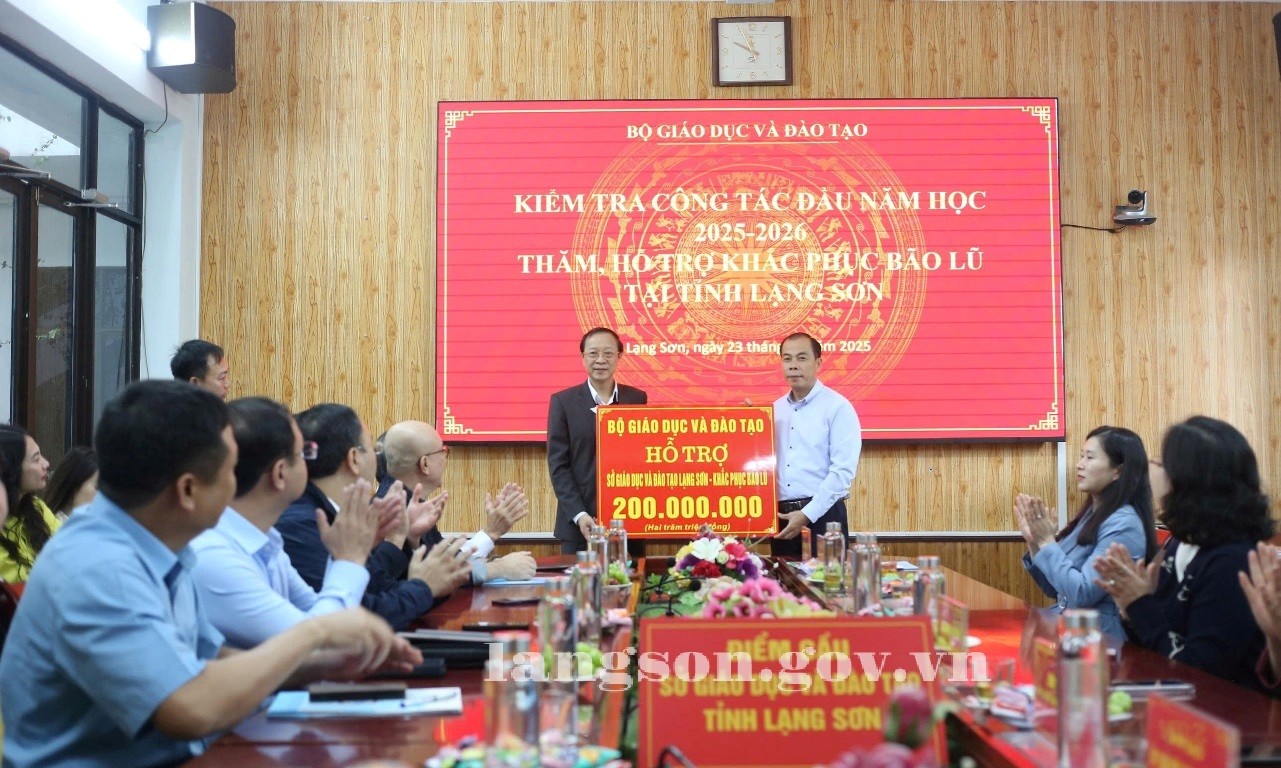 BỘ GIÁO DỤC VÀ ĐÀO TẠO
KIỂM TRA CÔNG TÁC ĐẦU NĂM HỌC
2025-2026
THĂM, HỖ TRỢ KHẮC PHỤC BÃO LŨ
TẠI TỈNH LẠNG SƠN
Lạng Sơn, ngày 23 tháng 2025
BỘ GIÁO DỤC VÀ ĐÀO TẠO
HỖ TRỢ
SỞ GIÁO DỤC VÀ ĐÀO TẠO LẠNG SƠN - KHẮC PHỤC BÃO LŨ
200.000.000
(Hai trăm triệu đồng)
ĐIỂM CẦU
SỞ GIÁO DỤC VÀ ĐÀO TẠO
TỈNH LẠNG SƠN
langson.gov.vn